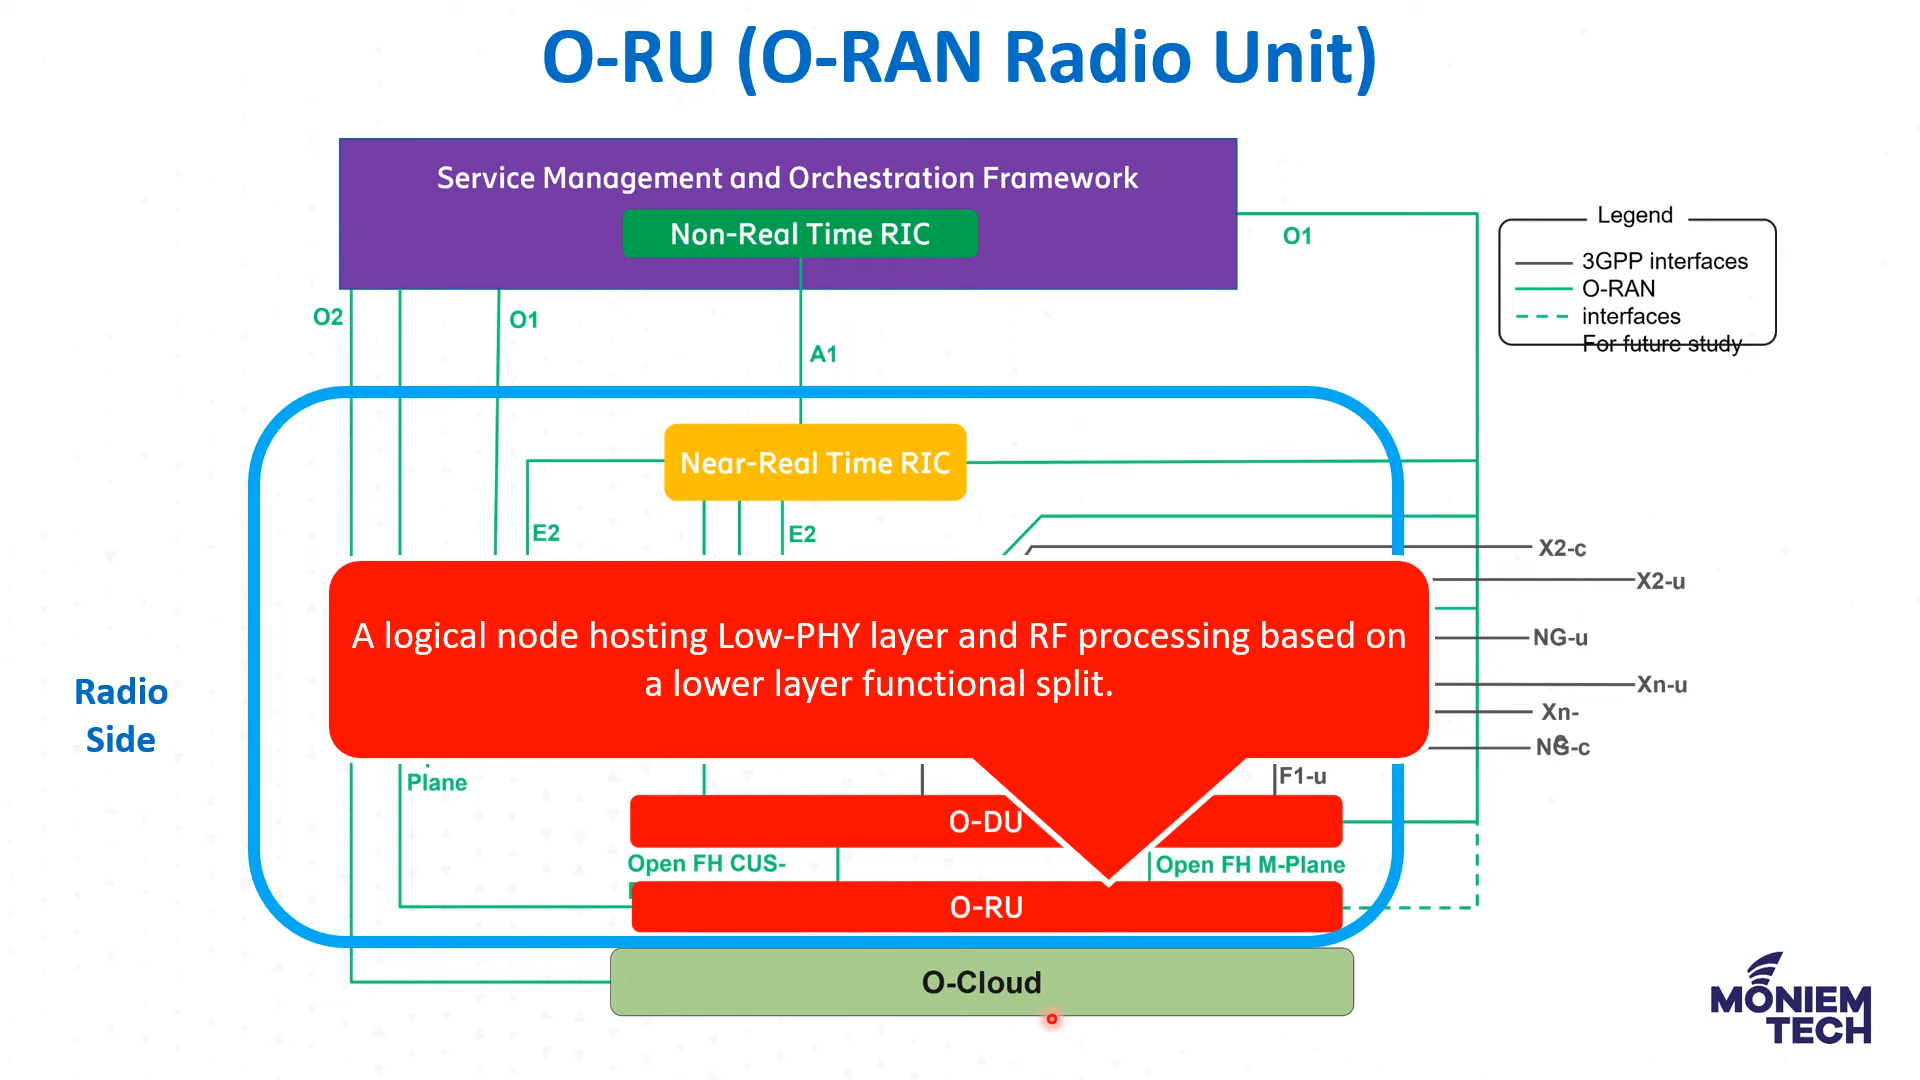 O-RU (O-RAN Radio Unit)
Service Management and Orchestration Framework
Non-Real Time RIC
O1
Legend
3GPP interfaces
O-RAN
interfaces
For future study
O2
O1
A1
Near-Real Time RIC
E2
E2
X2-c
X2-u
A logical node hosting Low-PHY layer and RF processing based on
a lower layer functional split.
NG-u
Xn-u
Xn-
c
NG-c
Radio
Side
Plane
F1-u
O-DU
Open FH CUS-
Open FH M-Plane
O-RU
O-Cloud
MONIEM
TECH